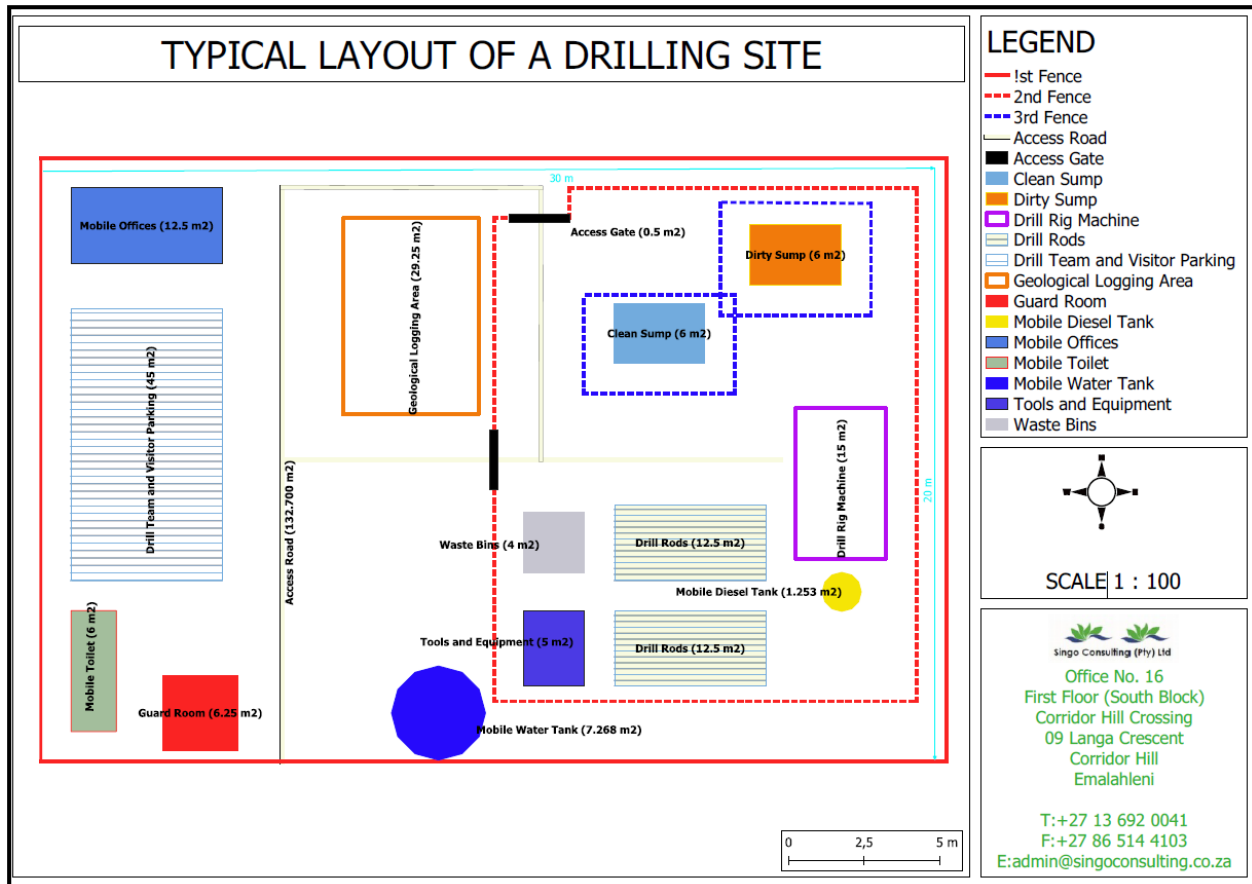 TYPICAL LAYOUT OF A DRILLING SITE
30 m
Mobile Offices (12.5 m2)
Geological Logging Area (29.25 m2)
Access Gate (0.5 m2)
Dirty Sump (6 m2)
Clean Sump (6 m2)
Drill Team and Visitor Parking (45 m2)
Access Road (132.700 m2)
Drill Rig Machine (15 m2)
20 m
Waste Bins (4 m2)
Drill Rods (12.5 m2)
Mobile Diesel Tank (1.253 m2)
Tools and Equipment (5 m2)
Drill Rods (12.5 m2)
Mobile Toilet (6 m2)
Guard Room (6.25 m2)
Mobile Water Tank (7.268 m2)
0 2,5 5 m
LEGEND
!st Fence
2nd Fence
3rd Fence
Access Road
Access Gate
Clean Sump
Dirty Sump
Drill Rig Machine
Drill Rods
Drill Team and Visitor Parking
Geological Logging Area
Guard Room
Mobile Diesel Tank
Mobile Offices
Mobile Toilet
Mobile Water Tank
Tools and Equipment
Waste Bins
SCALE 1 : 100
Singo Consulting (Pty) Ltd
Office No. 16
First Floor (South Block)
Corridor Hill Crossing
09 Langa Crescent
Corridor Hill
Emalahleni
T:+27 13 692 0041
F:+27 86 514 4103
E:admin@singoconsulting.co.za